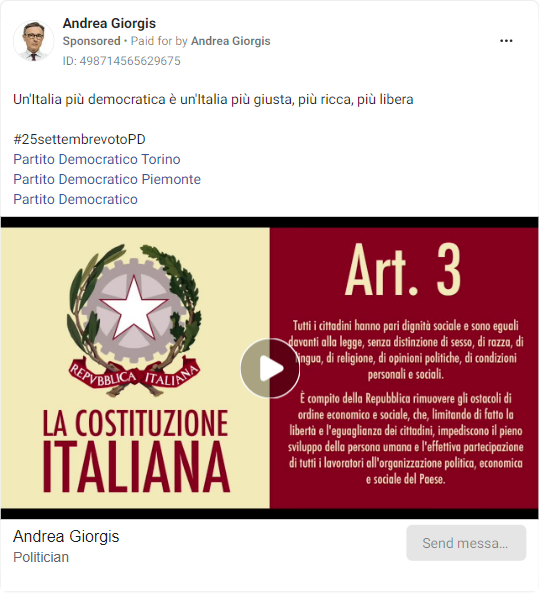 Andrea Giorgis
Sponsored • Paid for by Andrea Giorgis
ID: 498714565629675
Un'Italia più democratica è un'Italia più giusta, più ricca, più libera
#25settembrevotoPD
Partito Democratico Torino
Partito Democratico Piemonte
Partito Democratico
REPVBBLICA ITALIANA
LA COSTITUZIONE
ITALIANA
Art. 3
Tutti i cittadini hanno pari dignità sociale e sono eguali
davanti alla legge, senza distinzione di sesso, di razza, di
lingua, di religione, di opinioni politiche, di condizioni
personali e sociali.
È compito della Repubblica rimuovere gli ostacoli di
ordine economico e sociale, che, limitando di fatto la
libertà e l'eguaglianza dei cittadini, impediscono il pieno
sviluppo della persona umana e l'effettiva partecipazione
di tutti i lavoratori all'organizzazione politica, economica
e sociale del Paese.
Andrea Giorgis
Politician
Send messa...